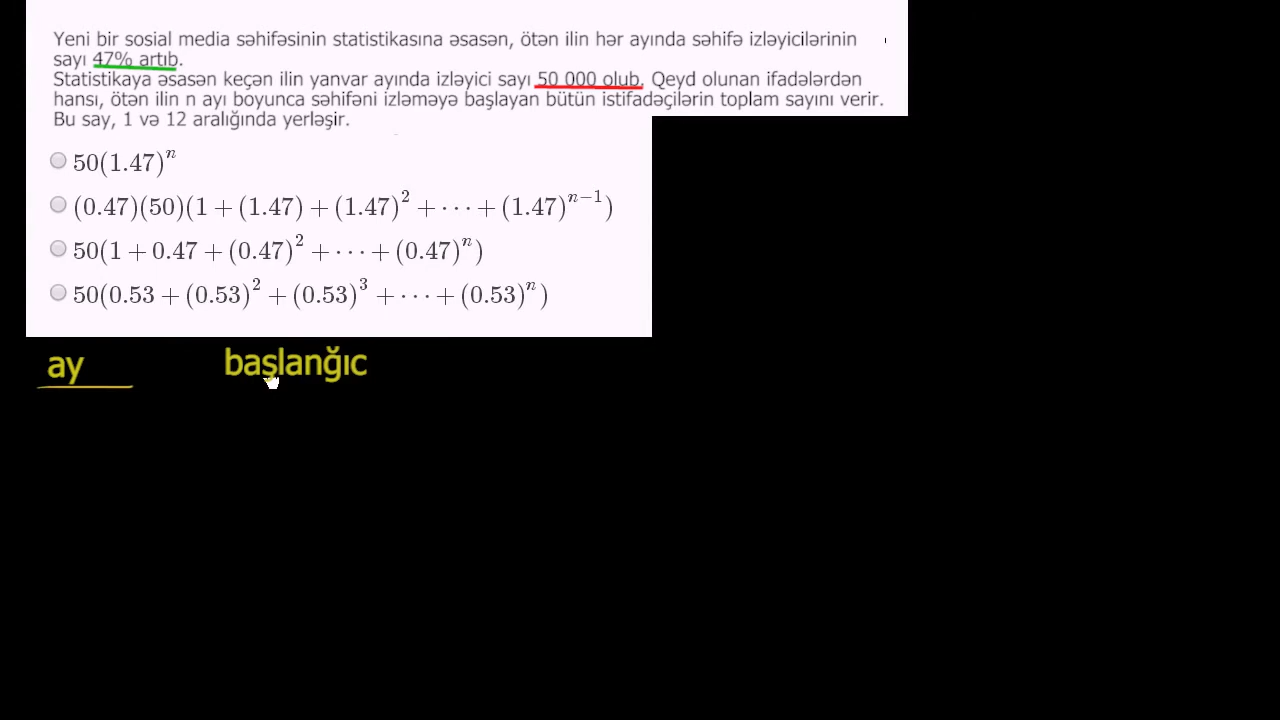 Yeni bir sosial media səhifəsinin statistikasına əsasən, ötən ilin hər ayında səhifə izləyicilərinin
sayı 47% artıb.
Statistikaya əsasən keçən ilin yanvar ayında izləyici sayı 50 000 olub. Qeyd olunan ifadələrdən
hansı, ötən ilin n ayı boyunca səhifəni izləməyə başlayan bütün istifadəçilərin toplam sayını verir.
Bu say, 1 və 12 aralığında yerləşir.
50(1.47)^n
(0.47)(50)(1 + (1.47) + (1.47)^2 + ⋯ + (1.47)^{n−1})
50(1 + 0.47 + (0.47)^2 + ⋯ + (0.47)^n)
50(0.53 + (0.53)^2 + (0.53)^3 + ⋯ + (0.53)^n)
ay başlanğıc